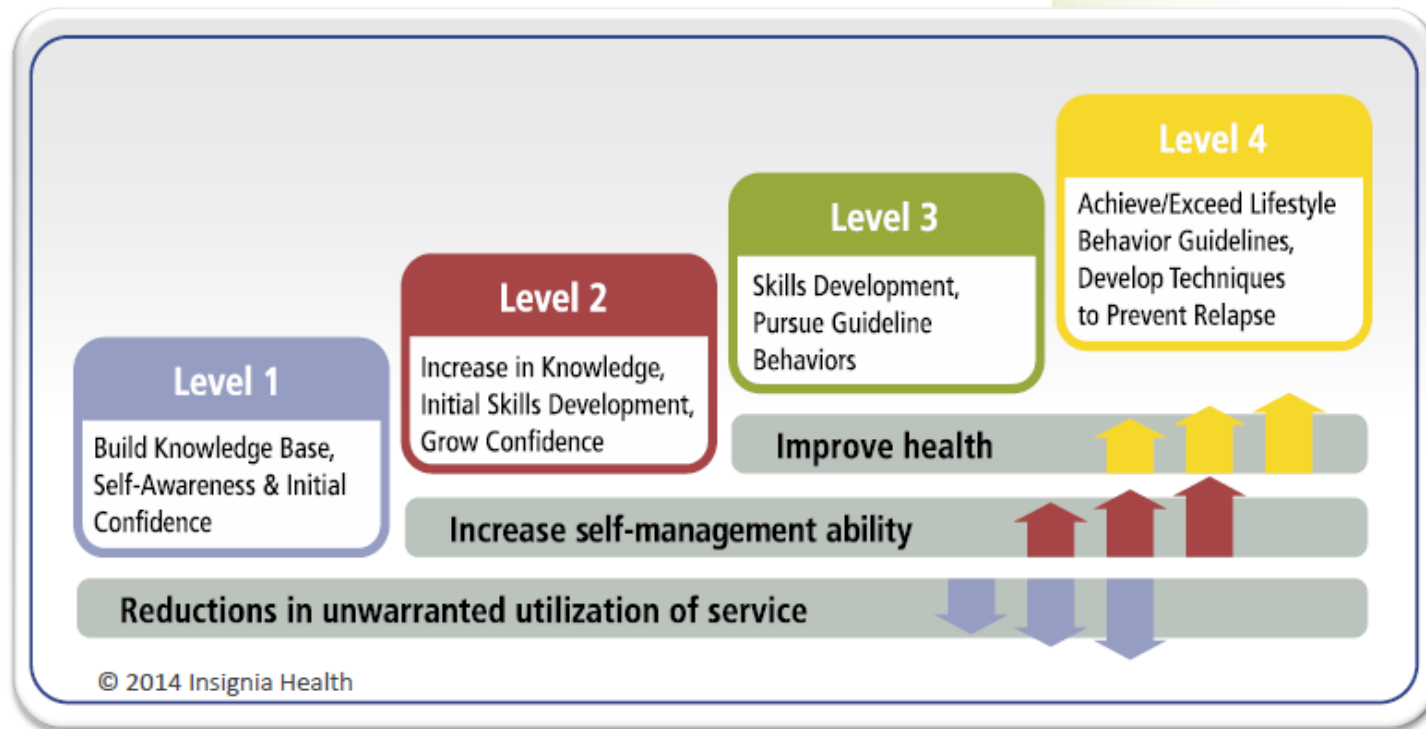 Level 1
Build Knowledge Base,
Self-Awareness & Initial
Confidence
Level 2
Increase in Knowledge,
Initial Skills Development,
Grow Confidence
Level 3
Skills Development,
Pursue Guideline
Behaviors
Level 4
Achieve/Exceed Lifestyle
Behavior Guidelines,
Develop Techniques
to Prevent Relapse
Improve health
Increase self-management ability
Reductions in unwarranted utilization of service
© 2014 Insignia Health